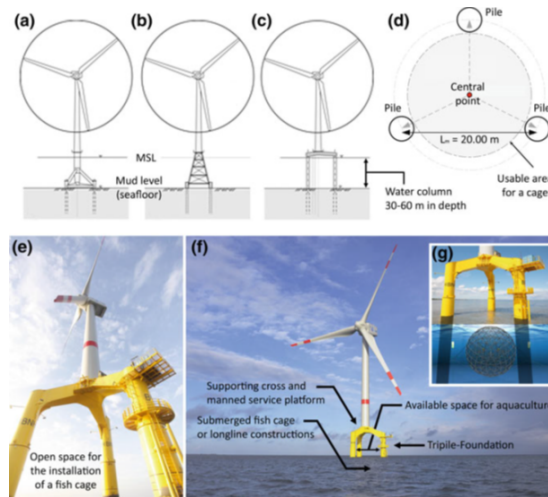 (a)
(b)
(c)
(d)
Pile
Central
point
Pile
Pile
Lₘ = 20.00 m
MSL
Mud level
(seafloor)
Water column
30-60 m in depth
Usable area
for a cage
(e)
Open space for
the installation
of a fish cage
(f)
(g)
Supporting cross and
manned service platform
Available space for aquaculture
Submerged fish cage
or longline constructions
Tripile-Foundation